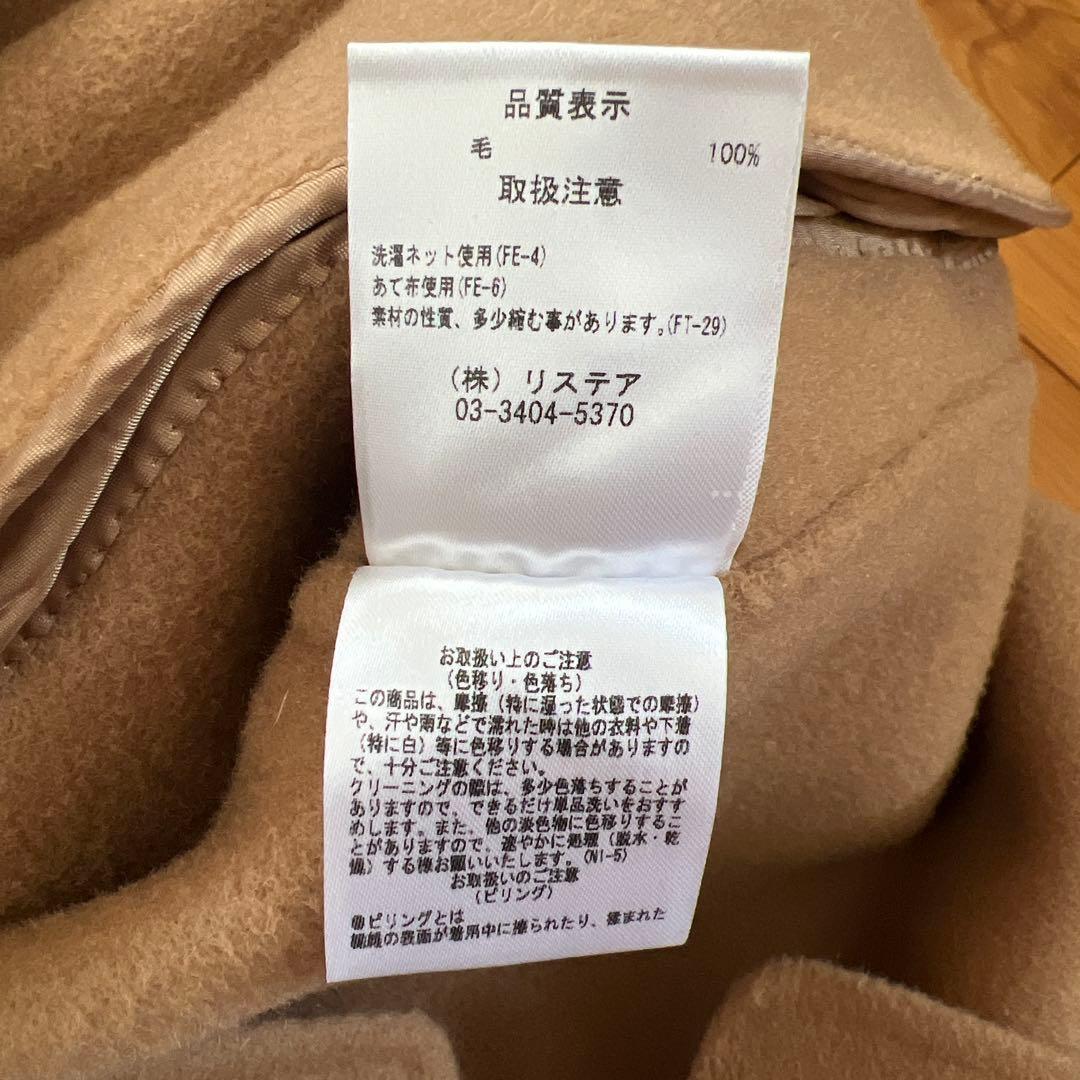 品質表示
毛 100%
取扱注意
洗濯ネット使用(FE-4)
あて布使用(FE-6)
素材の性質、多少縮む事があります。(FT-29)
(株) リステア
03-3404-5370
お取扱い上のご注意
(色移り・色落ち)
この商品は、摩擦(特に湿った状態での摩擦)
や、汗や雨などで濡れた時は他の衣料や下着
(特に白)等に色移りする場合がありますの
で、十分ご注意ください。
クリーニングの際は、多少色落ちすることが
ありますので、できるだけ単品洗いをおすす
めします。また、他の淡色物に色移りするこ
とがありますので、速やかに処理(脱水・乾
燥)する様お願いいたします。(NI-5)
お取扱いのご注意
(ピリング)
ピリングとは
の表面が着用中に擦られたり、揉まれた